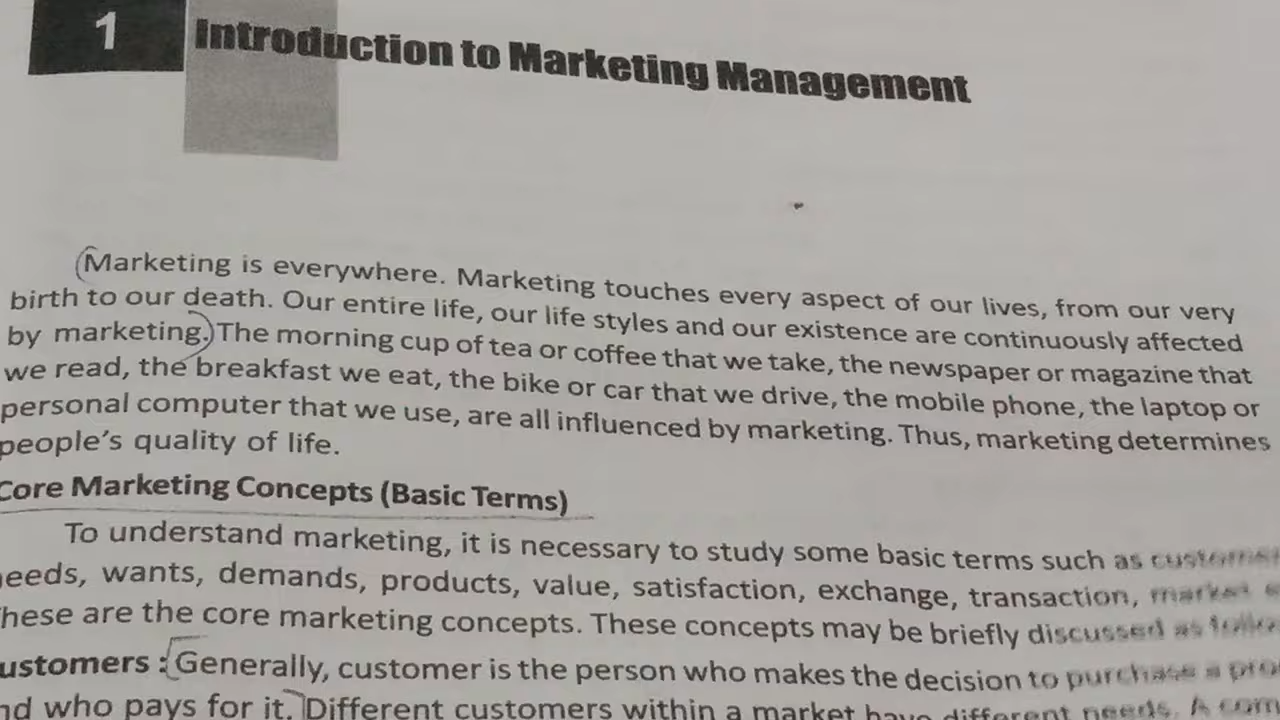 1 Introduction to Marketing Management
Marketing is everywhere. Marketing touches every aspect of our lives, from our very
birth to our death. Our entire life, our life styles and our existence are continuously affected
by marketing. The morning cup of tea or coffee that we take, the newspaper or magazine that
we read, the breakfast we eat, the bike or car that we drive, the mobile phone, the laptop or
personal computer that we use, are all influenced by marketing. Thus, marketing determines
people's quality of life.
Core Marketing Concepts (Basic Terms)
To understand marketing, it is necessary to study some basic terms such as
eeds, wants, demands, products, value, satisfaction, exchange, transaction, market
hese are the core marketing concepts. These concepts may be briefly discussed as
ustomers : Generally, customer is the person who makes the decision to purchase a
nd who pays for it. Different customers within a market have different needs. A